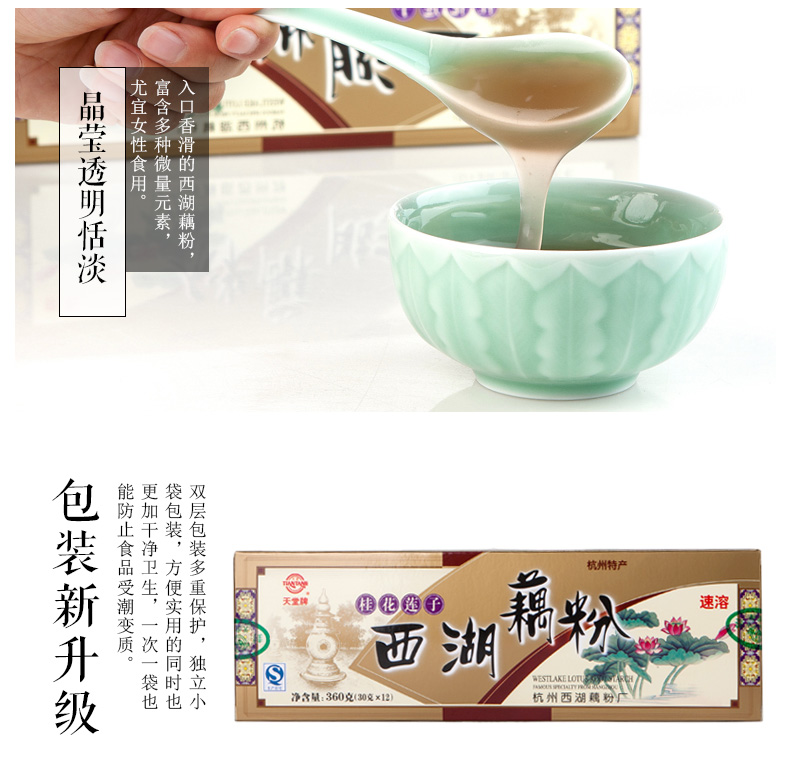 晶莹透明恬淡
入口香滑的西湖藕粉，
富含多种微量元素，
尤宜女性食用。
包装新升级
双层包装多重保护，独立小
袋包装，方便实用的同时也
更加干净卫生，一次一袋也
能防止食品受潮变质。
杭州特产
天堂牌
桂花莲子
速溶
西湖藕粉
净含量：360克(30克×12)
FAMOUS SPECIALTY FROM HANGZHOU
杭州西湖藕粉厂